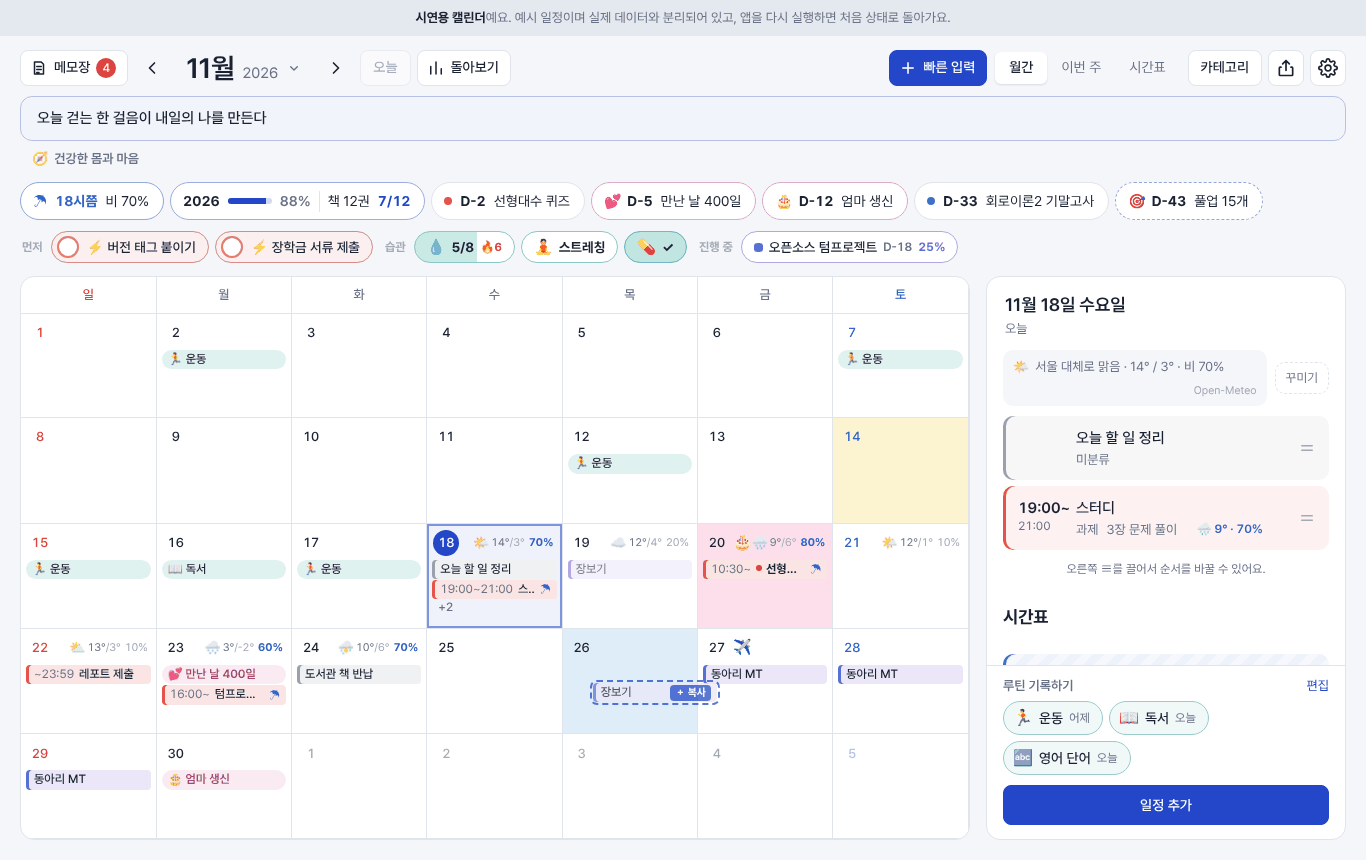 시연용 캘린더예요. 예시 일정이며 실제 데이터와 분리되어 있고, 앱을 다시 실행하면 처음 상태로 돌아가요.
메모장 4 11월 2026 오늘 돌아보기 빠른 입력 월간 이번 주 시간표 카테고리
오늘 걷는 한 걸음이 내일의 나를 만든다
건강한 몸과 마음
18시쯤 비 70% 2026 88% 책 12권 7/12 D-2 선형대수 퀴즈 D-5 만난 날 400일 D-12 엄마 생신 D-33 회로이론2 기말고사 D-43 풀업 15개
먼저 버전 태그 붙이기 장학금 서류 제출 습관 5/8 6 스트레칭 진행 중 오픈소스 텀프로젝트 D-18 25%
일 월 화 수 목 금 토
1 2 3 4 5 6 7
운동 운동
8 9 10 11 12 13 14
운동
15 16 17 18 14°/3° 70% 19 12°/4° 20% 20 9°/6° 80% 21 12°/1° 10%
운동 독서 운동 오늘 할 일 정리 장보기 10:30~ 선형...
19:00~21:00 스..
+2
22 13°/3° 10% 23 3°/-2° 60% 24 10°/6° 70% 25 26 27 28
~23:59 레포트 제출 만난 날 400일 도서관 책 반납 동아리 MT 동아리 MT
16:00~ 텀프로... 장보기 + 복사
29 30 1 2 3 4 5
동아리 MT 엄마 생신
11월 18일 수요일
오늘
서울 대체로 맑음 · 14° / 3° · 비 70%
Open-Meteo
꾸미기
오늘 할 일 정리
미분류
19:00~ 스터디
21:00 과제 3장 문제 풀이 9° · 70%
오른쪽 ≡를 끌어서 순서를 바꿀 수 있어요.
시간표
루틴 기록하기 편집
운동 어제 독서 오늘
abc 영어 단어 오늘
일정 추가